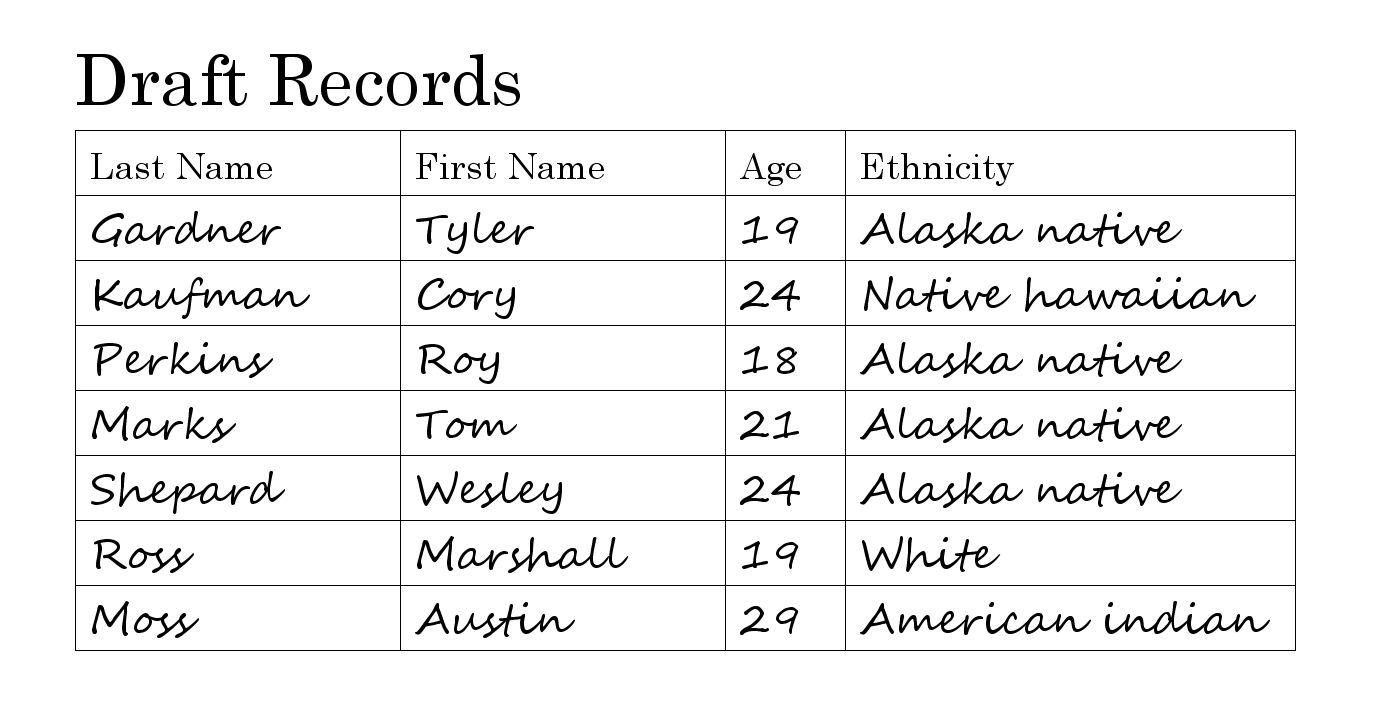 Draft Records
Last Name First Name Age Ethnicity
Gardner Tyler 19 Alaska native
Kaufman Cory 24 Native hawaiian
Perkins Roy 18 Alaska native
Marks Tom 21 Alaska native
Shepard Wesley 24 Alaska native
Ross Marshall 19 White
Moss Austin 29 American indian